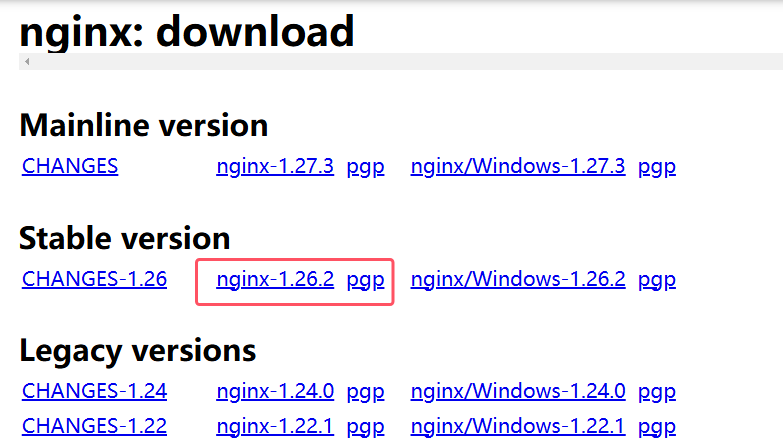 nginx: download
Mainline version
CHANGES nginx-1.27.3 pgp nginx/Windows-1.27.3 pgp
Stable version
CHANGES-1.26 nginx-1.26.2 pgp nginx/Windows-1.26.2 pgp
Legacy versions
CHANGES-1.24 nginx-1.24.0 pgp nginx/Windows-1.24.0 pgp
CHANGES-1.22 nginx-1.22.1 pgp nginx/Windows-1.22.1 pgp